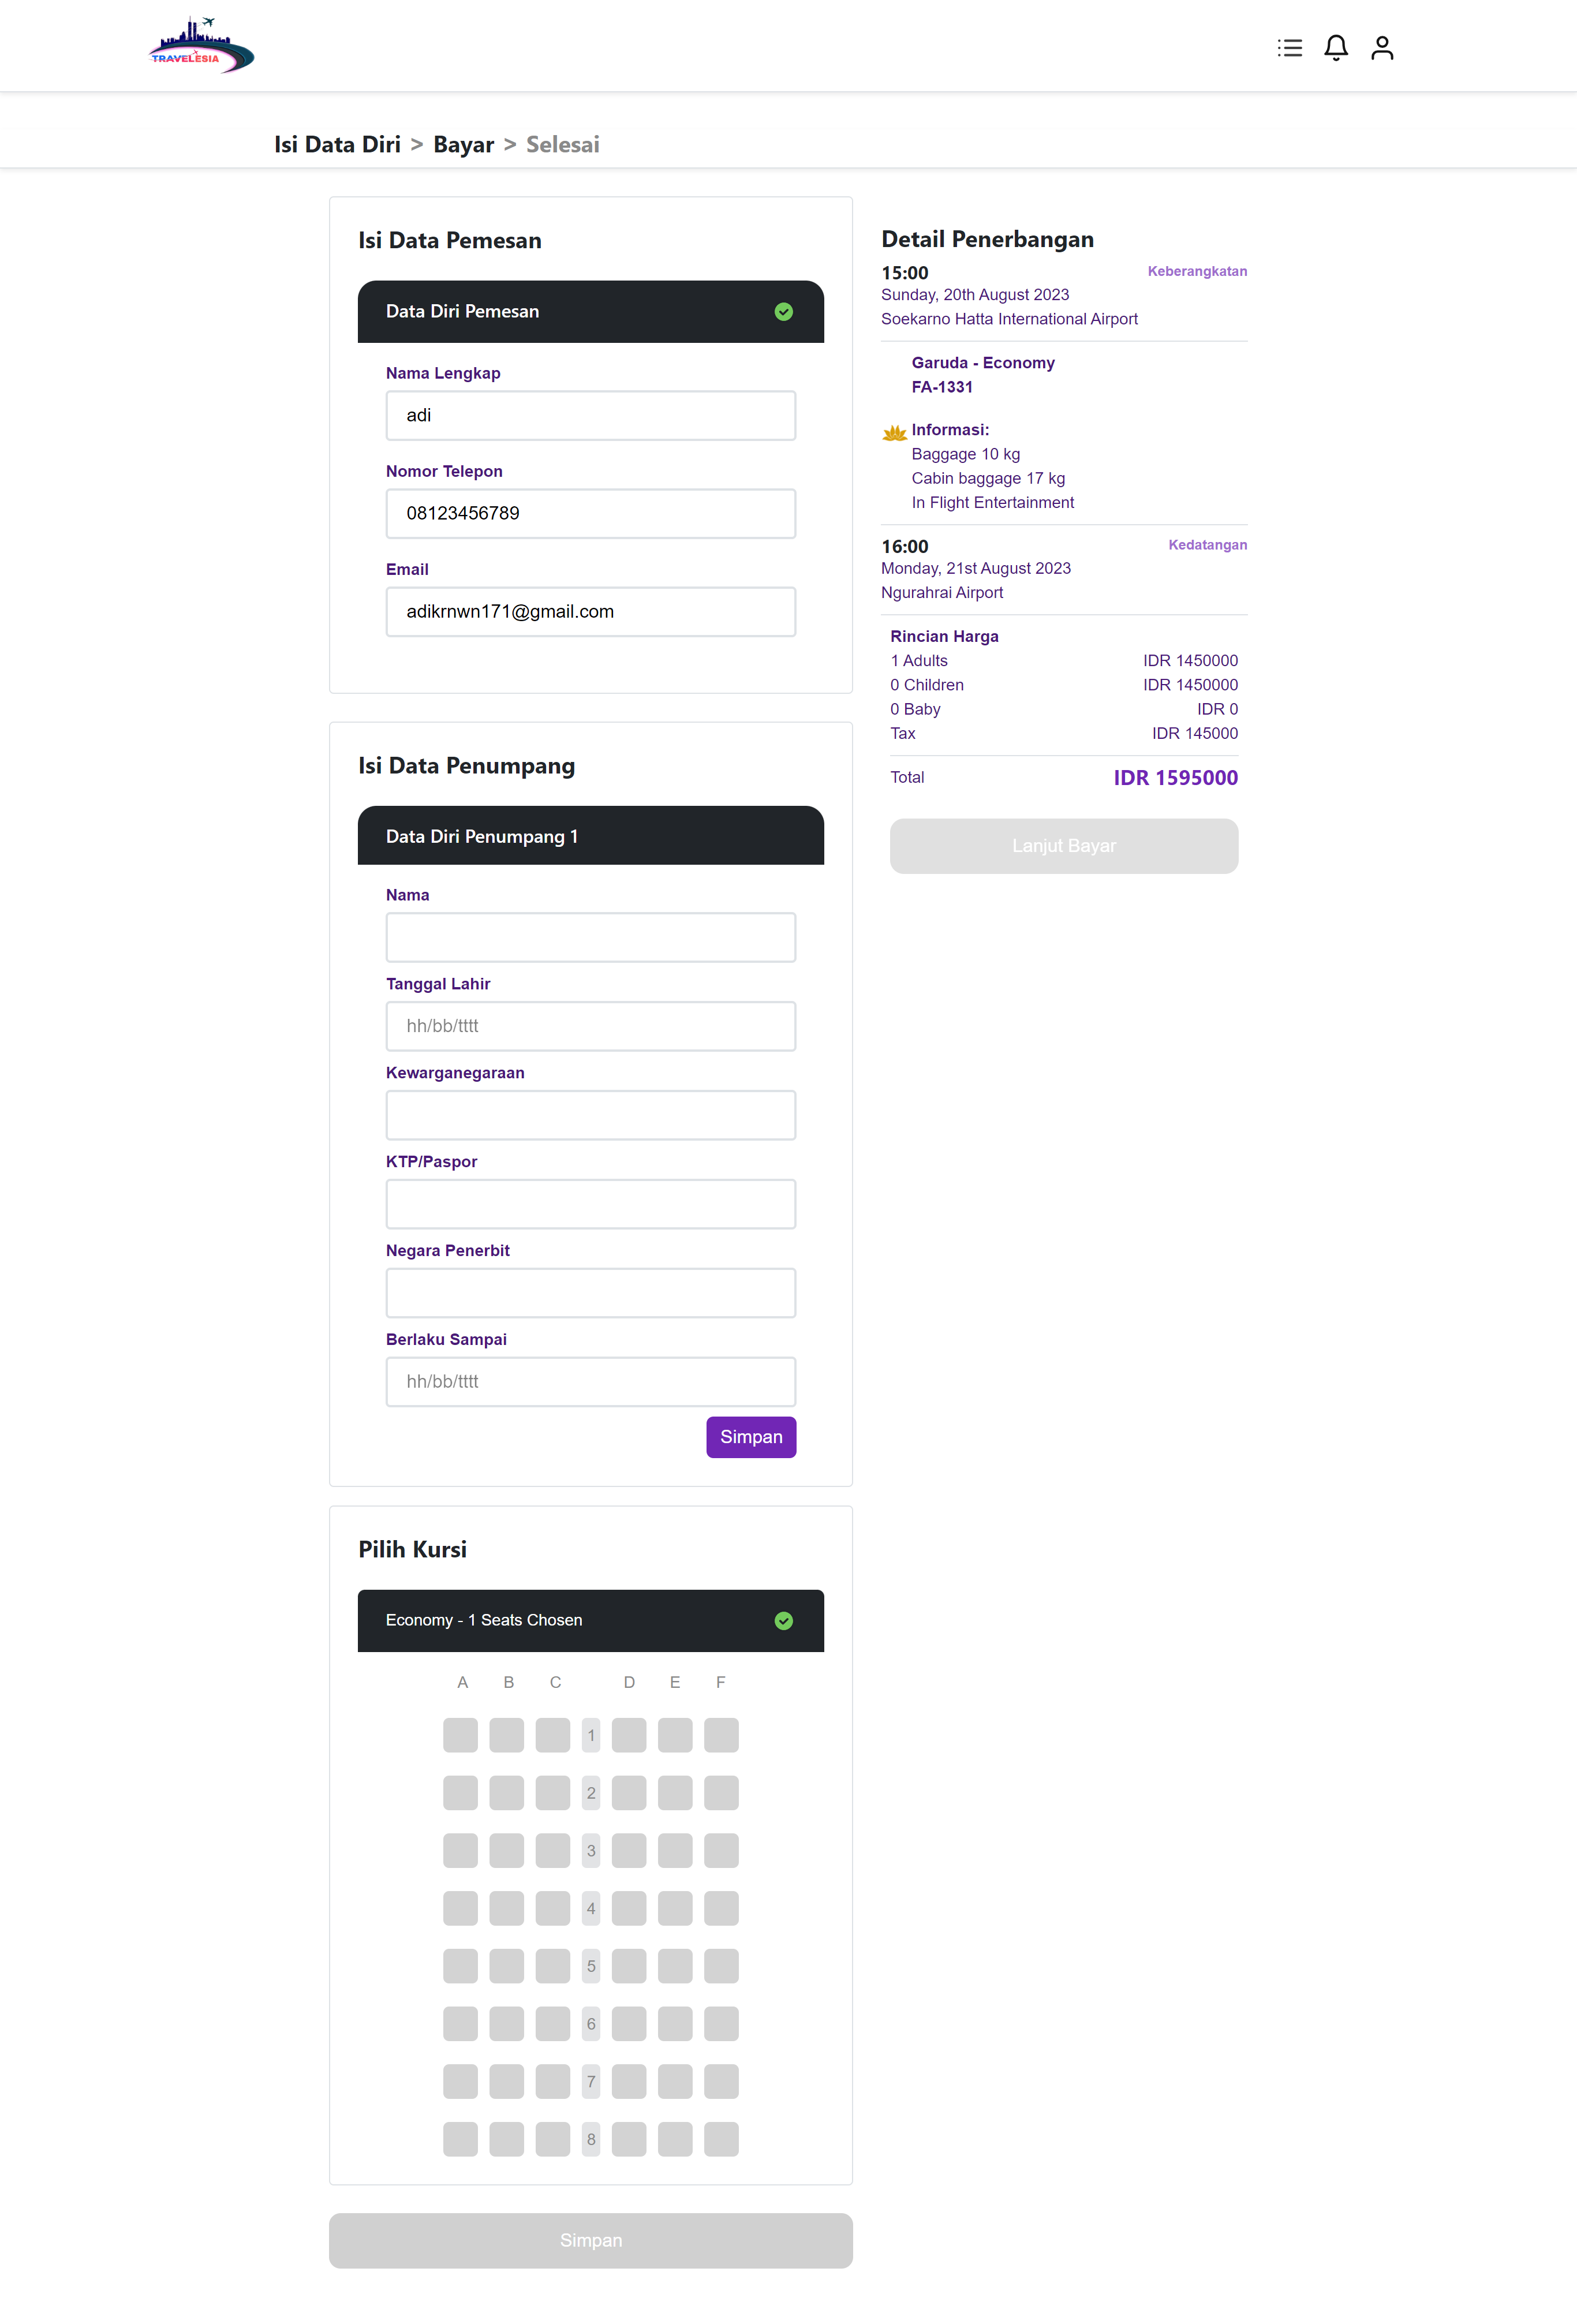 TRAVELESIA
Isi Data Diri > Bayar > Selesai
Isi Data Pemesan
Data Diri Pemesan
Nama Lengkap
adi
Nomor Telepon
08123456789
Email
adikrnwn171@gmail.com
Isi Data Penumpang
Data Diri Penumpang 1
Nama
Tanggal Lahir
hh/bb/tttt
Kewarganegaraan
KTP/Paspor
Negara Penerbit
Berlaku Sampai
hh/bb/tttt
Simpan
Pilih Kursi
Economy - 1 Seats Chosen
A B C D E F
1
2
3
4
5
6
7
8
Simpan
Detail Penerbangan
15:00 Keberangkatan
Sunday, 20th August 2023
Soekarno Hatta International Airport
Garuda - Economy
FA-1331
Informasi:
Baggage 10 kg
Cabin baggage 17 kg
In Flight Entertainment
16:00 Kedatangan
Monday, 21st August 2023
Ngurahrai Airport
Rincian Harga
1 Adults IDR 1450000
0 Children IDR 1450000
0 Baby IDR 0
Tax IDR 145000
Total IDR 1595000
Lanjut Bayar